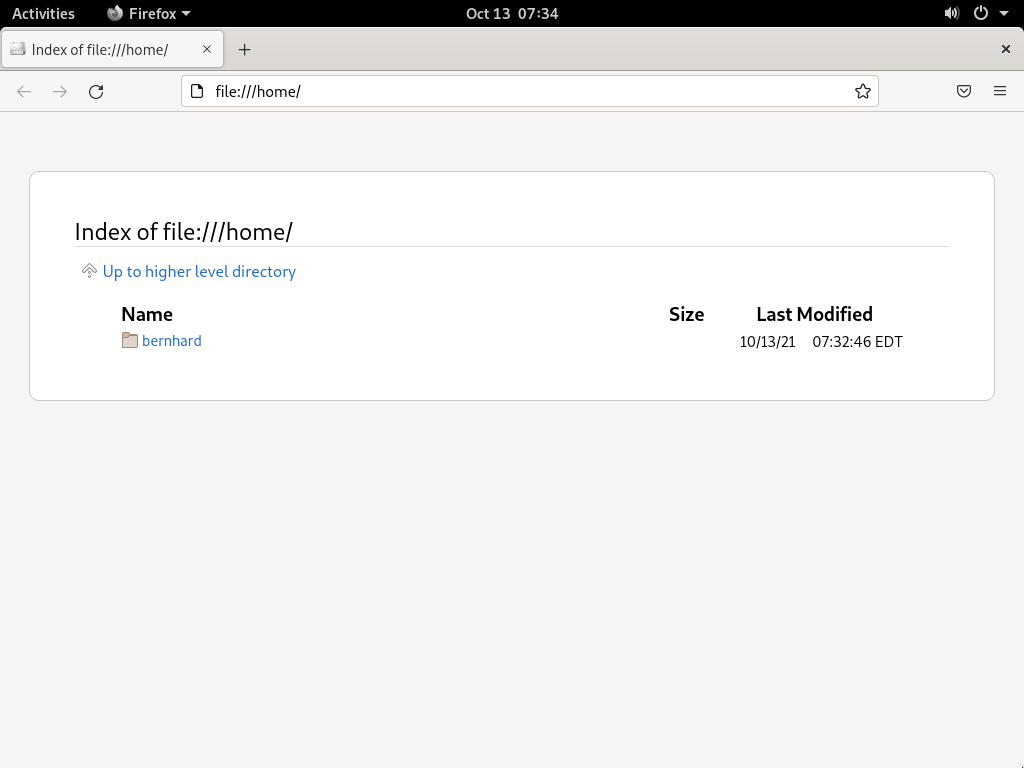 Activities Firefox Oct 13 07:34
Index of file:///home/
file:///home/
Index of file:///home/
Up to higher level directory
Name Size Last Modified
bernhard 10/13/21 07:32:46 EDT